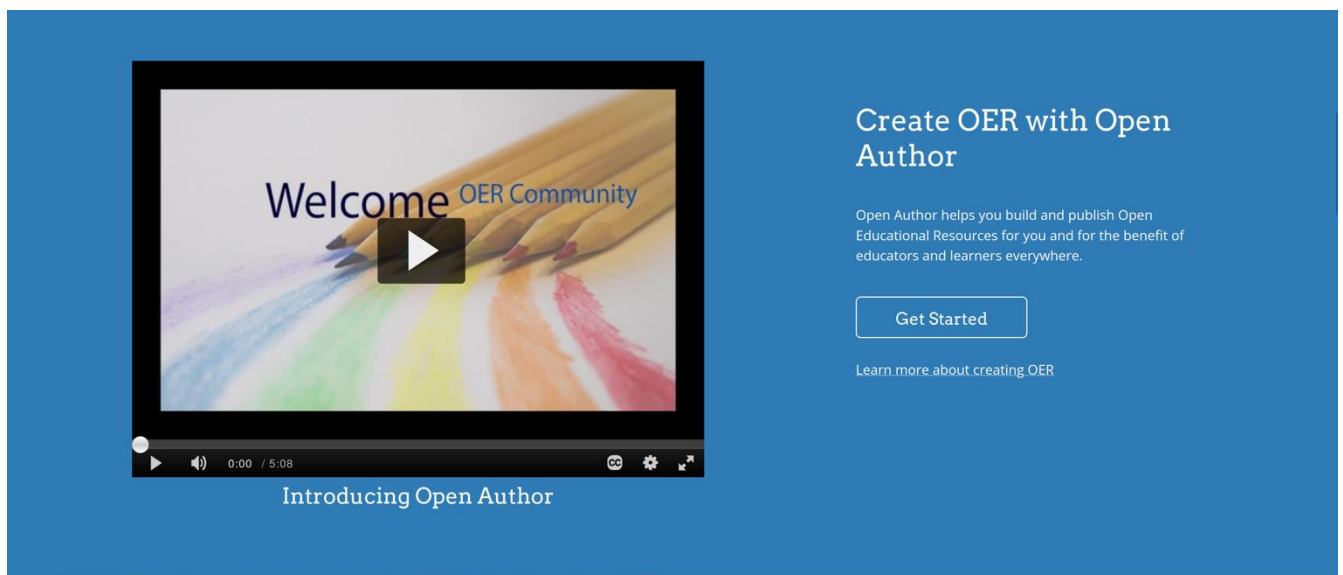 Welcome OER Community
CC
0:00 / 5:08
Introducing Open Author
Create OER with Open
Author
Open Author helps you build and publish Open
Educational Resources for you and for the benefit of
educators and learners everywhere.
Get Started
Learn more about creating OER